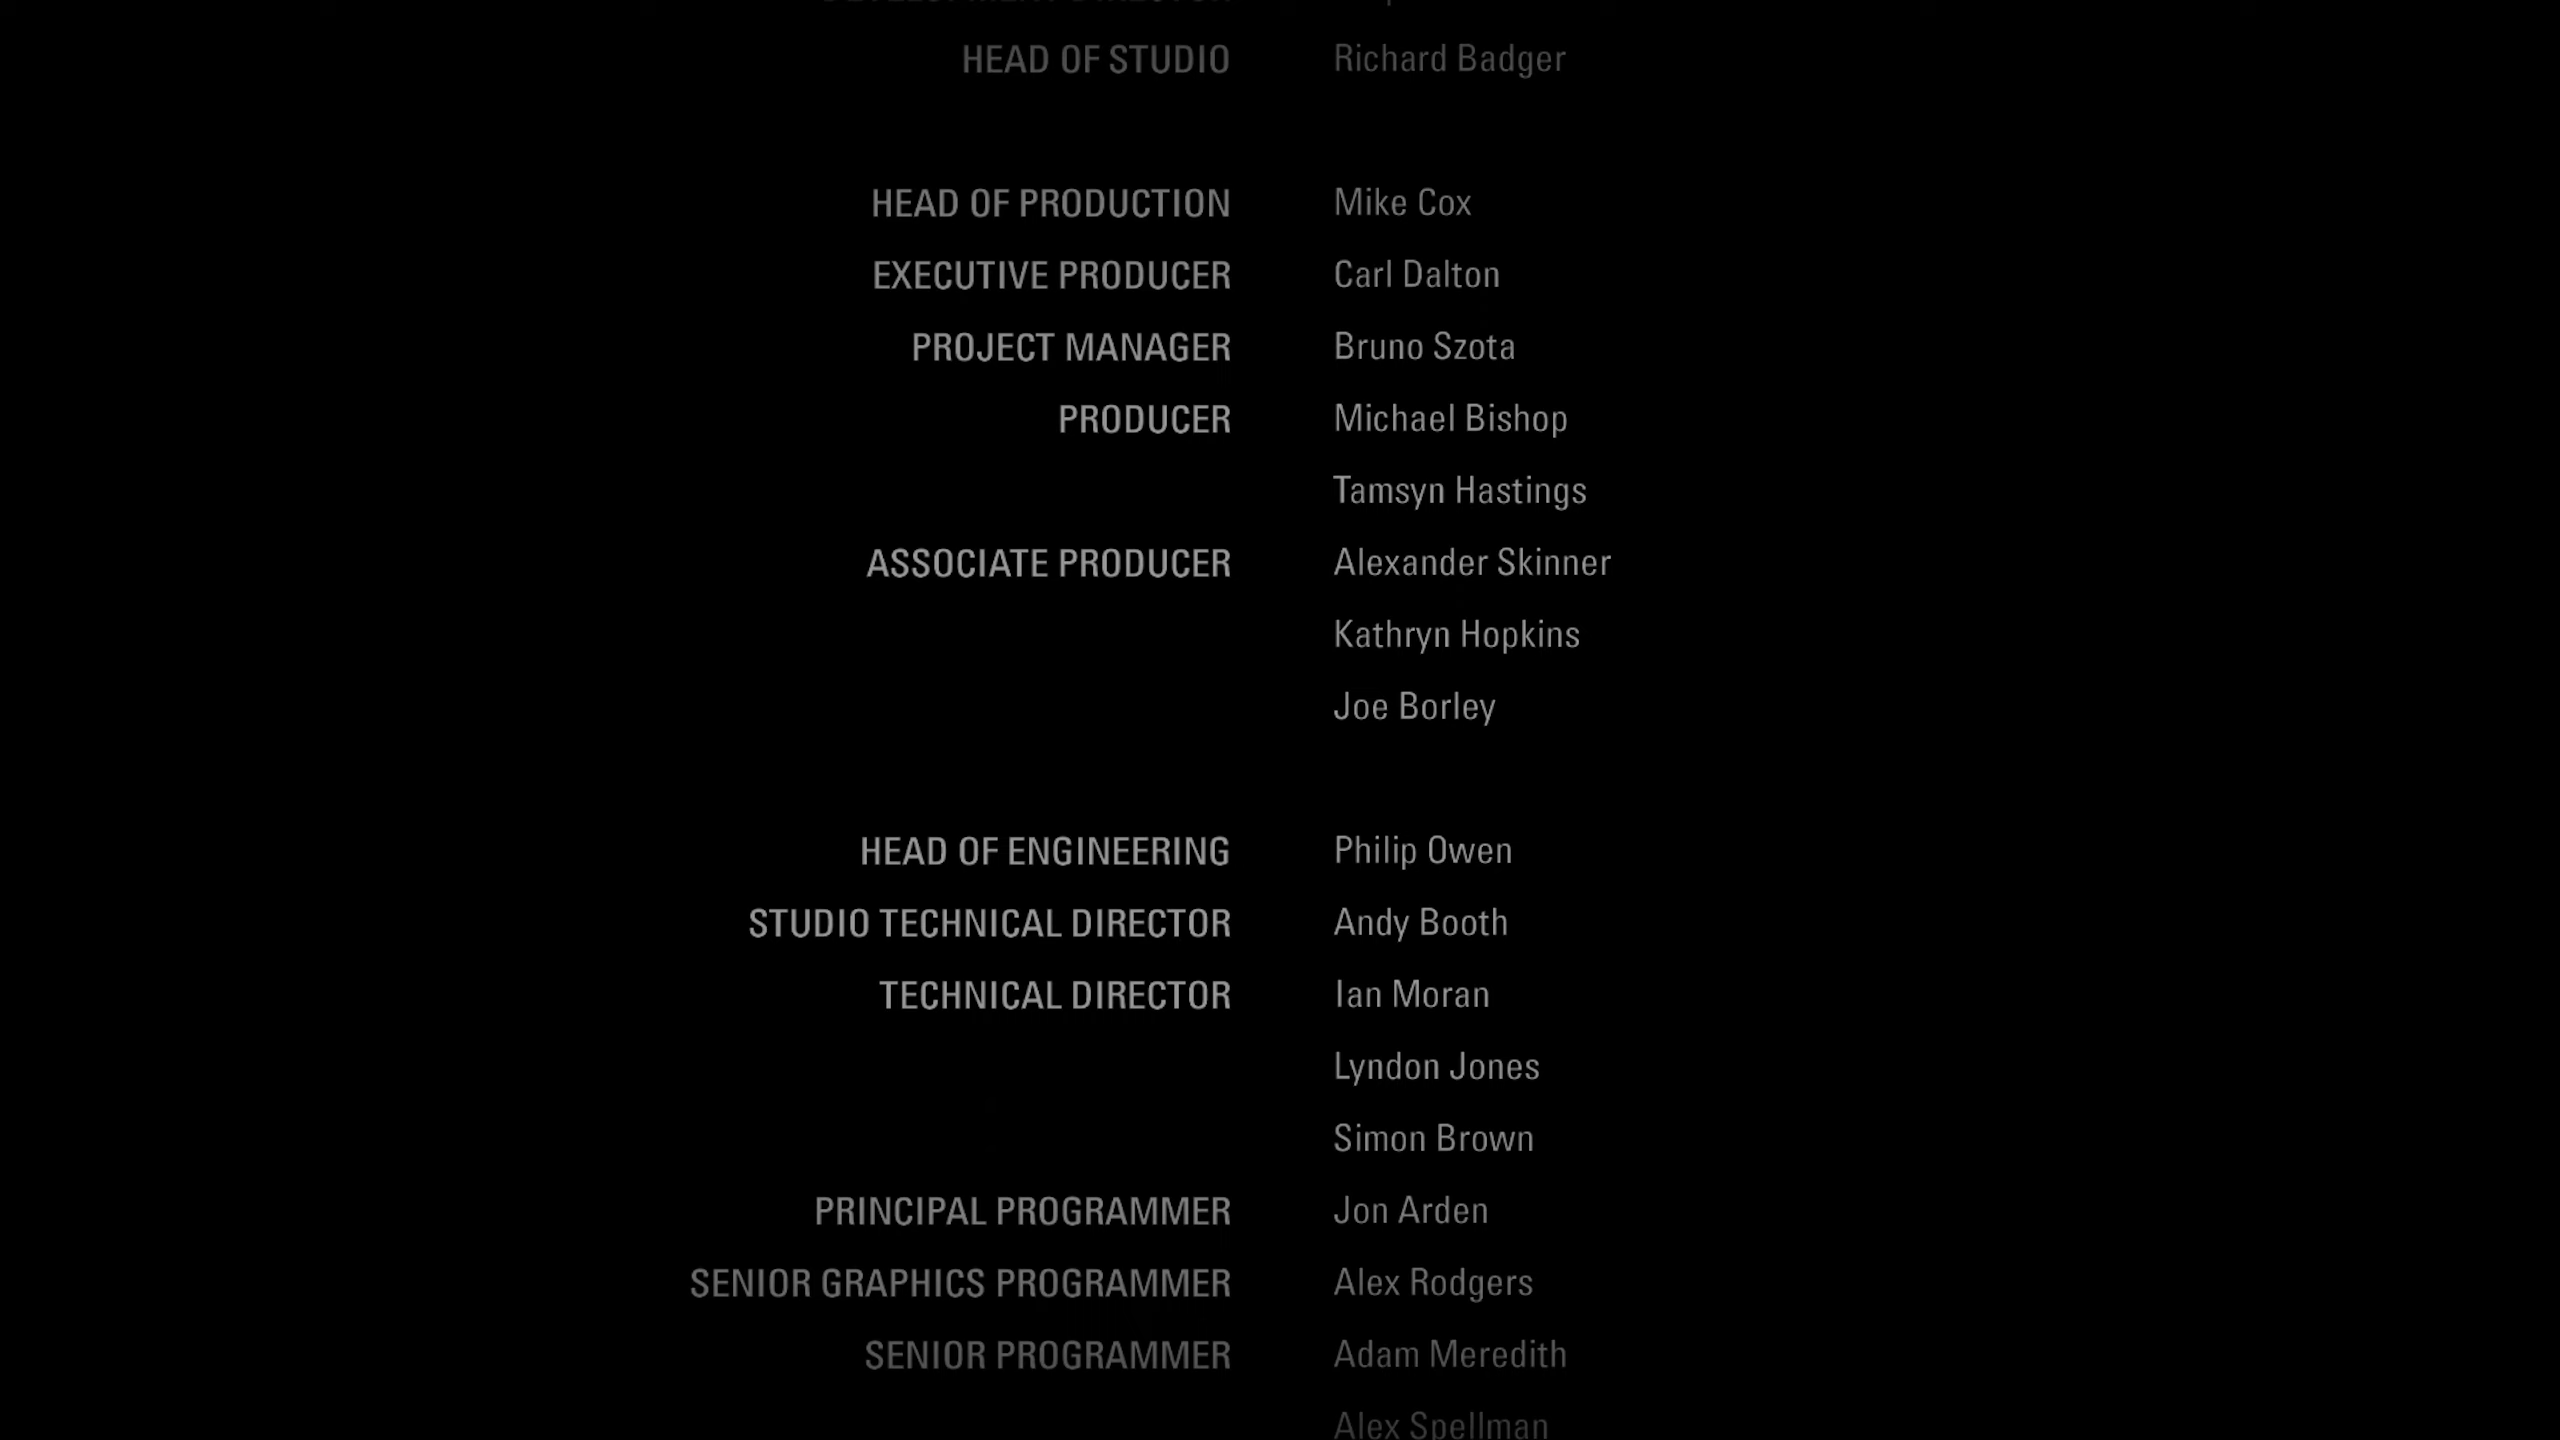 DEVELOPMENT DIRECTOR
HEAD OF STUDIO Richard Badger
HEAD OF PRODUCTION Mike Cox
EXECUTIVE PRODUCER Carl Dalton
PROJECT MANAGER Bruno Szota
PRODUCER Michael Bishop
Tamsyn Hastings
ASSOCIATE PRODUCER Alexander Skinner
Kathryn Hopkins
Joe Borley
HEAD OF ENGINEERING Philip Owen
STUDIO TECHNICAL DIRECTOR Andy Booth
TECHNICAL DIRECTOR Ian Moran
Lyndon Jones
Simon Brown
PRINCIPAL PROGRAMMER Jon Arden
SENIOR GRAPHICS PROGRAMMER Alex Rodgers
SENIOR PROGRAMMER Adam Meredith
Alex Spellman